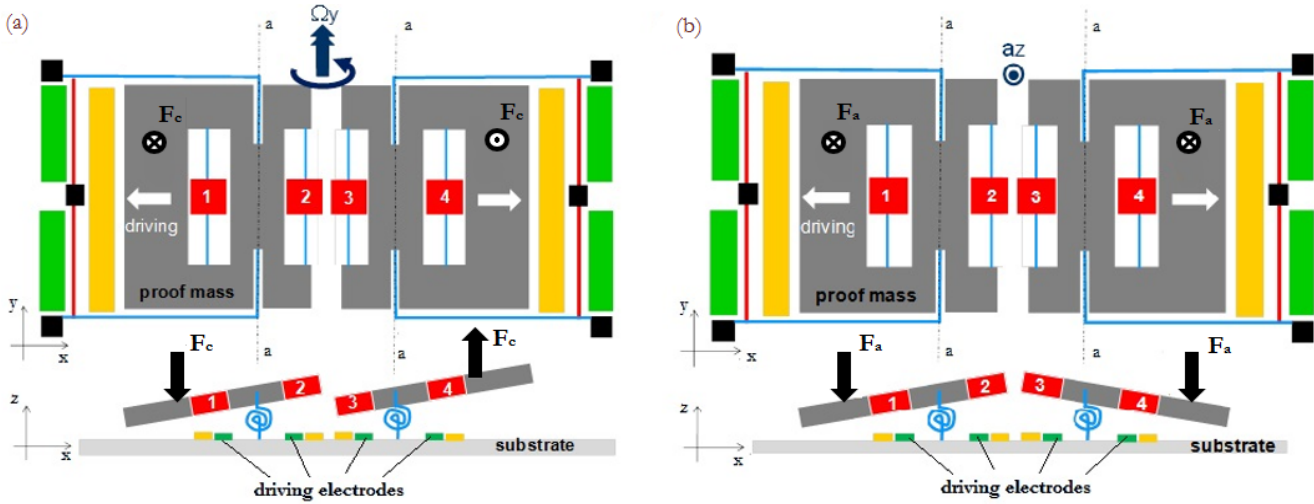 (a)
Ωy
a
a
Fc
Fc
1
2
3
4
driving
proof mass
y
x
Fc
a
a
Fc
1
2
3
4
z
x
substrate
driving electrodes
(b)
az
a
a
Fa
Fa
1
2
3
4
driving
proof mass
y
x
Fa
a
a
Fa
1
2
3
4
z
x
substrate
driving electrodes